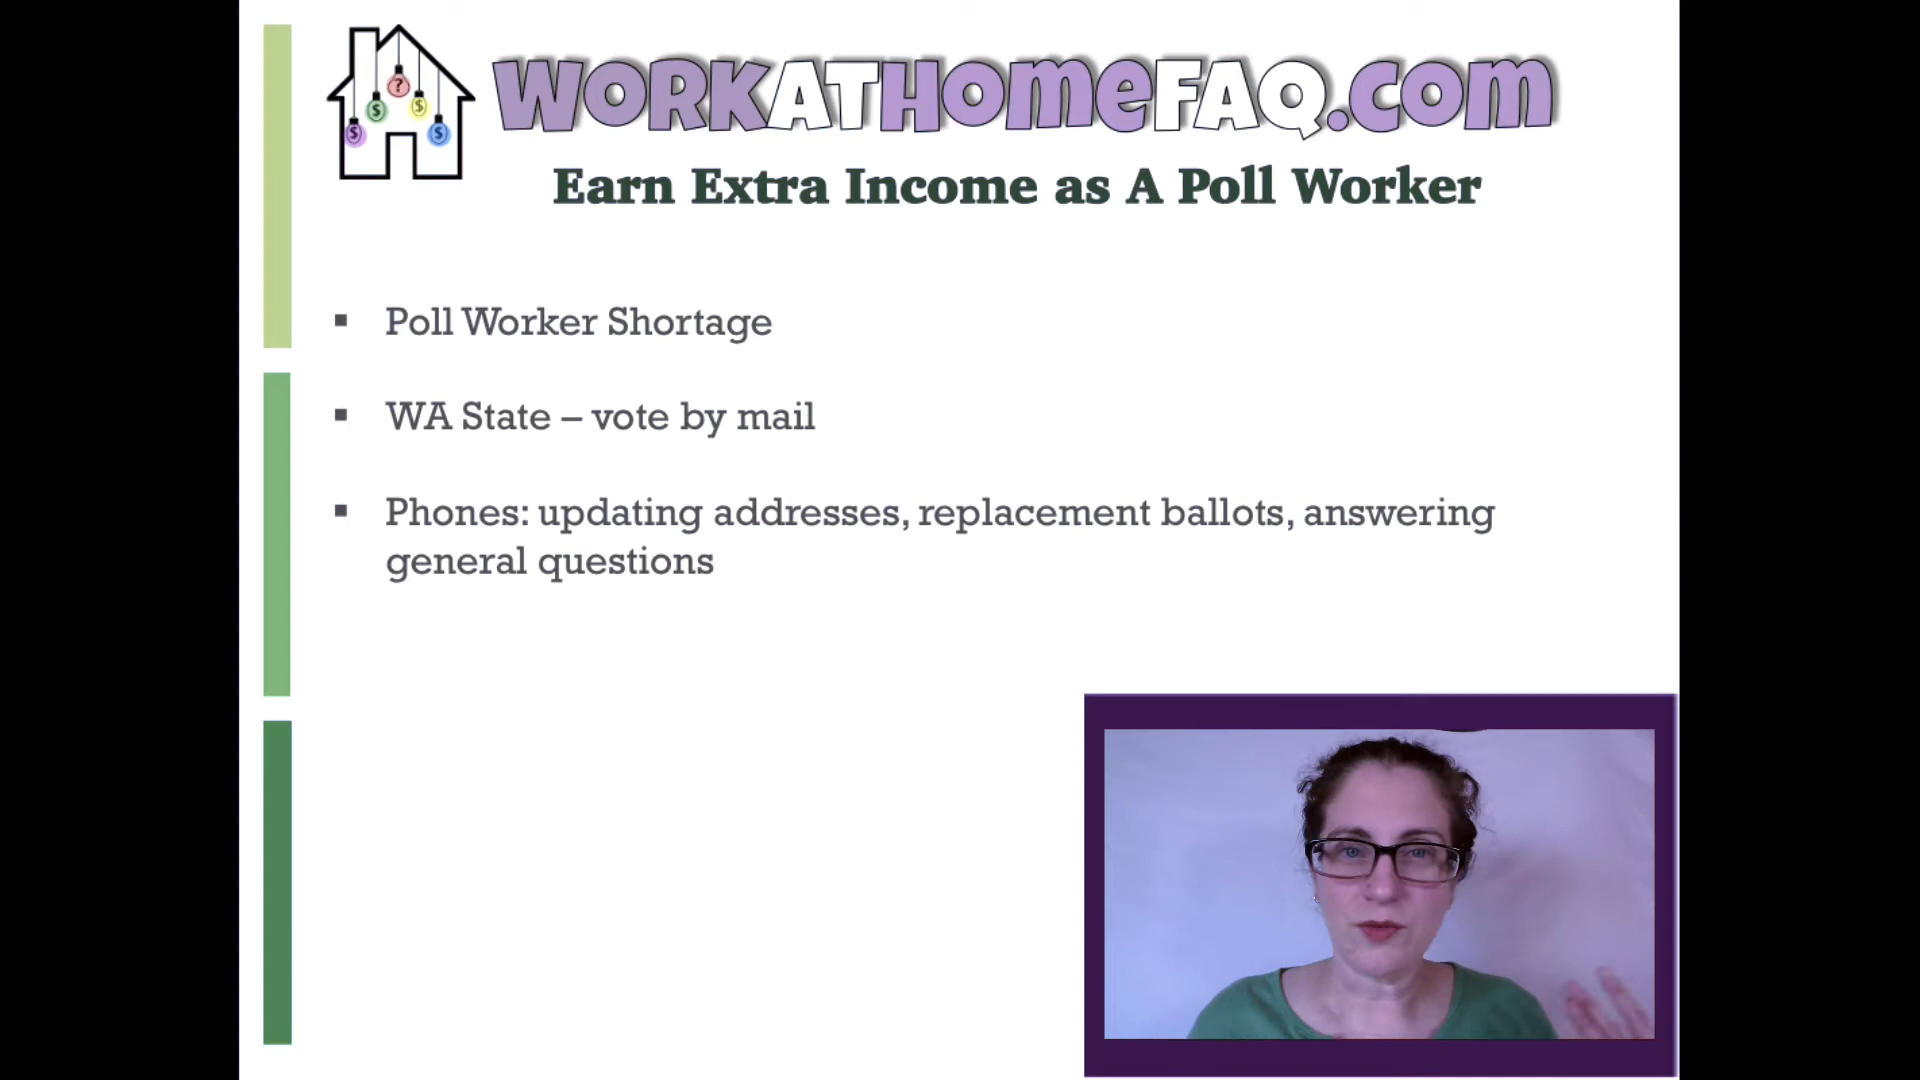 WORKATHOMEFAQ.COM
Earn Extra Income as A Poll Worker
▪ Poll Worker Shortage
▪ WA State – vote by mail
▪ Phones: updating addresses, replacement ballots, answering
general questions